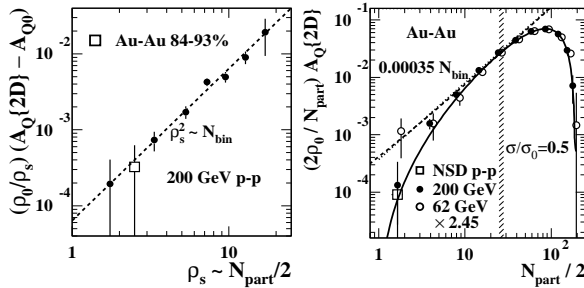 (ρ0/ρs) (AQ{2D} − AQ0)
10-2
10-3
10-4
Au-Au 84-93%
ρs2 ~ Nbin
200 GeV p-p
1
10
ρs ~ Npart/2
(2ρ0 / Npart) AQ{2D}
10-1
10-2
10-3
10-4
Au-Au
0.00035 Nbin
σ/σ0=0.5
NSD p-p
200 GeV
62 GeV
× 2.45
1
10
102
Npart / 2